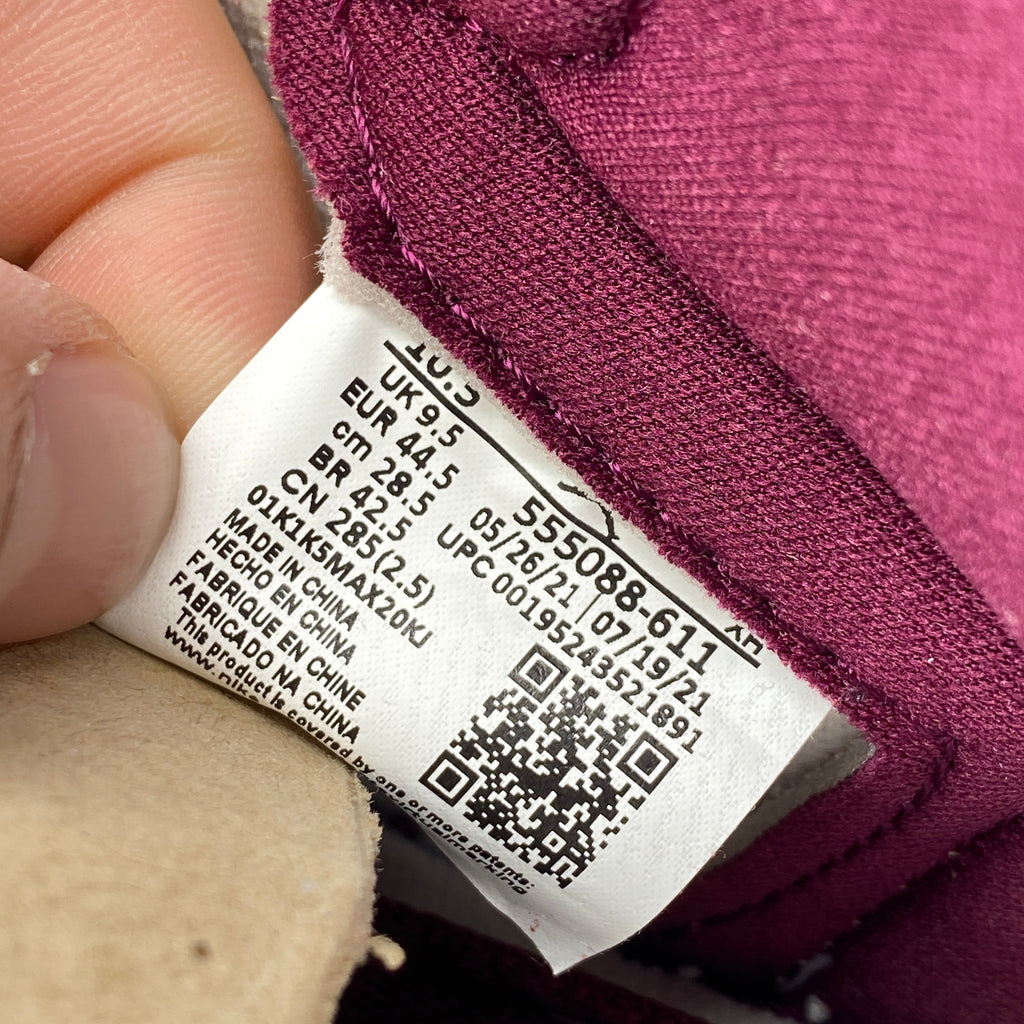 10.5
UK 9.5
EUR 44.5
cm 28.5
BR 42.5
CN 285(2.5)
01K1K5MAX20KJ
MADE IN CHINA
HECHO EN CHINA
FABRIQUE EN CHINE
FABRICADO NA CHINA
This product is covered by one or more patents:
555088-611
05/26/21 | 07/19/21
UPC 00195243521891